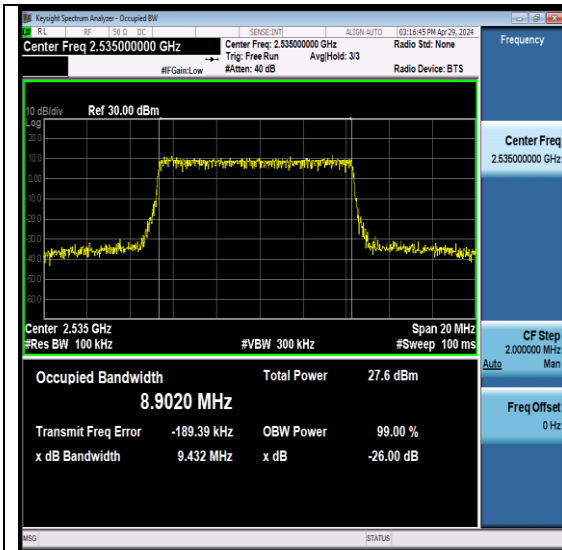 Keysight Spectrum Analyzer - Occupied BW
RL RF 50 Ω DC SENSE:INT ALIGN AUTO 03:16:45 PM Apr 29, 2024
Center Freq 2.535000000 GHz
Center Freq: 2.535000000 GHz
Radio Std: None
Trig: Free Run Avg|Hold: 3/3
#IFGain:Low #Atten: 40 dB Radio Device: BTS
Frequency
10 dB/div Ref 30.00 dBm
Log
20.0
10.0
0.00
-10.0
-20.0
-30.0
-40.0
-50.0
-60.0
Center Freq
2.535000000 GHz
Center 2.535 GHz Span 20 MHz
#Res BW 100 kHz #VBW 300 kHz #Sweep 100 ms
CF Step
2.000000 MHz
Auto Man
Freq Offset
0 Hz
Occupied Bandwidth Total Power 27.6 dBm
8.9020 MHz
Transmit Freq Error -189.39 kHz OBW Power 99.00 %
x dB Bandwidth 9.432 MHz x dB -26.00 dB
MSG STATUS